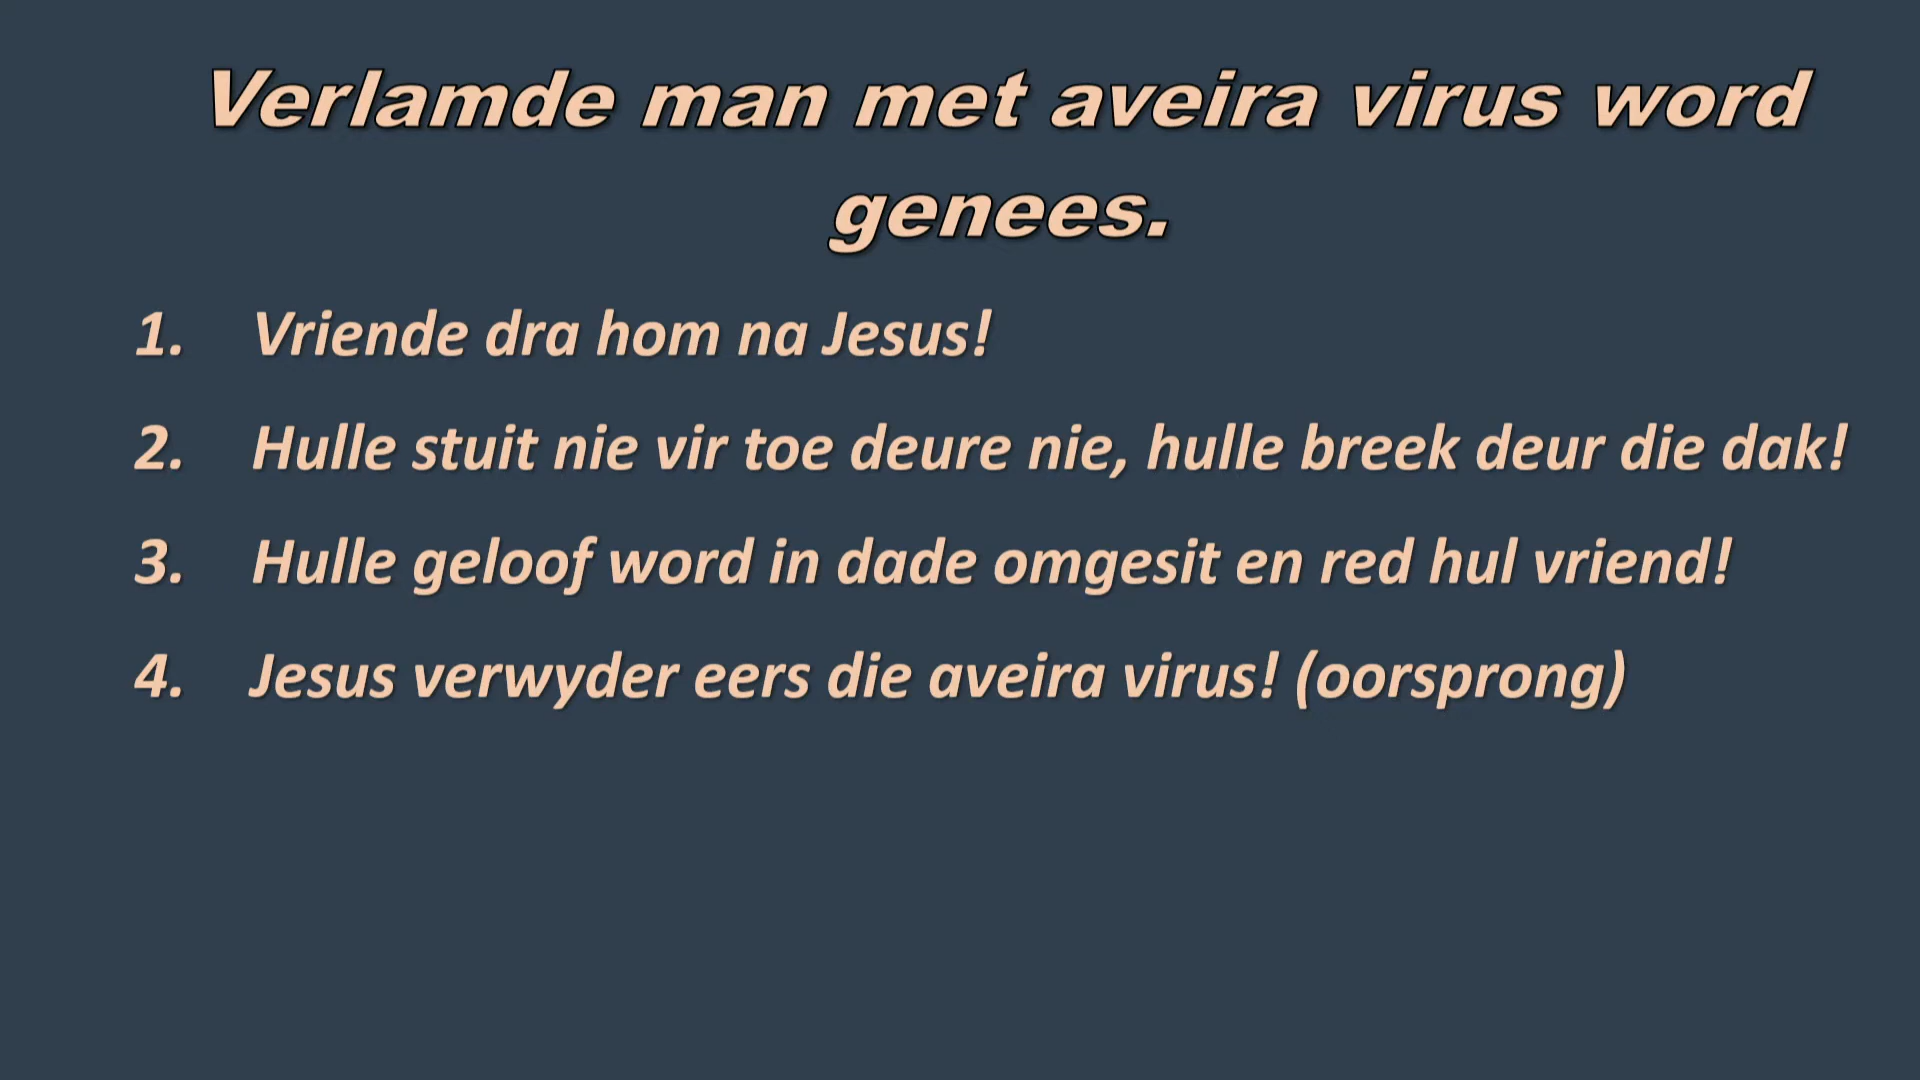 Verlamde man met aveira virus word
genees.
1. Vriende dra hom na Jesus!
2. Hulle stuit nie vir toe deure nie, hulle breek deur die dak!
3. Hulle geloof word in dade omgesit en red hul vriend!
4. Jesus verwyder eers die aveira virus! (oorsprong)